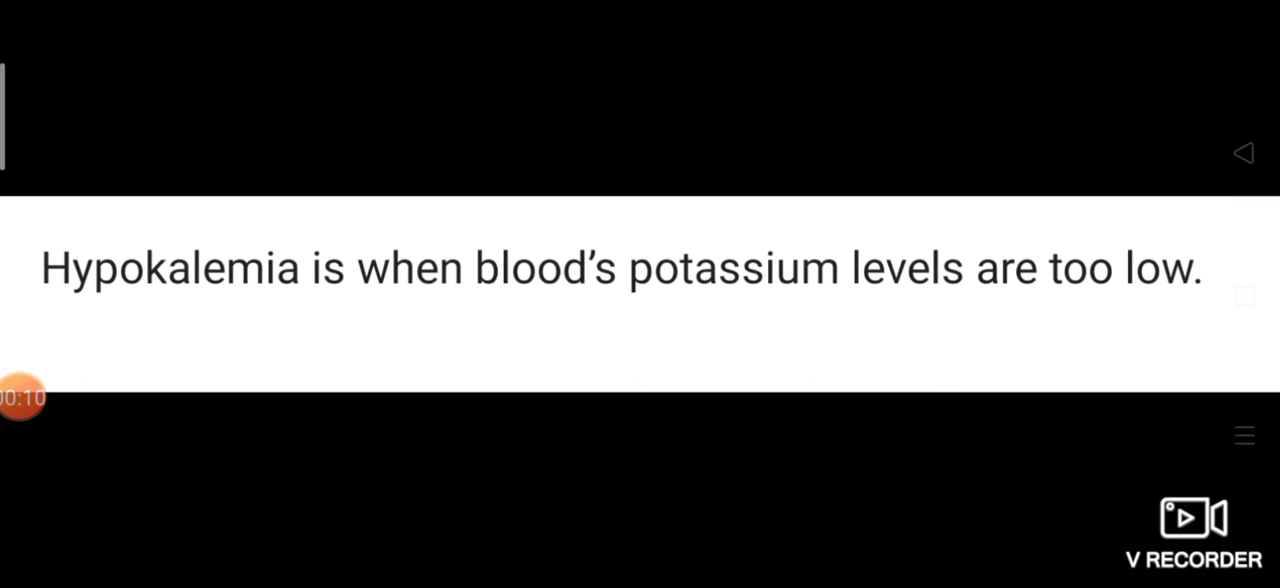 Hypokalemia is when blood’s potassium levels are too low.
00:10
V RECORDER